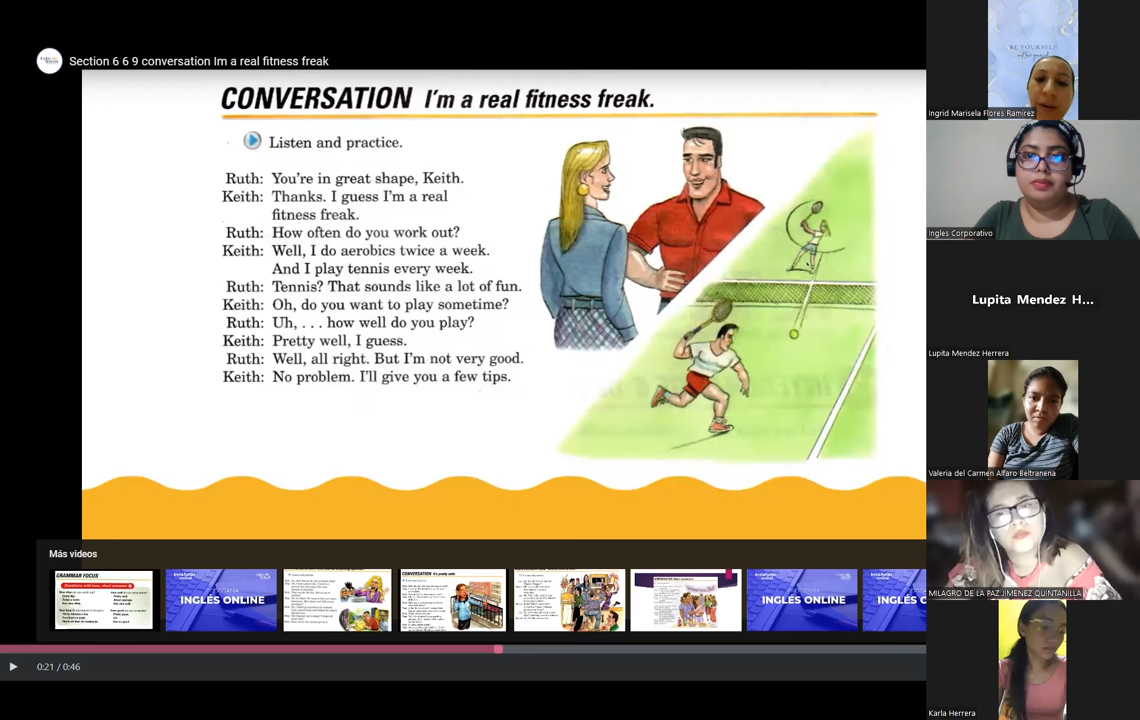 Section 6 6 9 conversation Im a real fitness freak
CONVERSATION I'm a real fitness freak.
Listen and practice.
Ruth: You're in great shape, Keith.
Keith: Thanks. I guess I'm a real
fitness freak.
Ruth: How often do you work out?
Keith: Well, I do aerobics twice a week.
And I play tennis every week.
Ruth: Tennis? That sounds like a lot of fun.
Keith: Oh, do you want to play sometime?
Ruth: Uh, . . . how well do you play?
Keith: Pretty well, I guess.
Ruth: Well, all right. But I'm not very good.
Keith: No problem. I'll give you a few tips.
Más videos
GRAMMAR FOCUS
INGLÉS ONLINE
CONVERSATION
INGLÉS ONLINE
INGLÉS O
0:21 / 0:46
BE YOURSELF
Ingrid Marisela Flores Ramírez
Ingles Corporativo
Lupita Mendez H...
Lupita Mendez Herrera
Valeria del Carmen Alfaro Beltranena
MILAGRO DE LA PAZ JIMENEZ QUINTANILLA
Karla Herrera